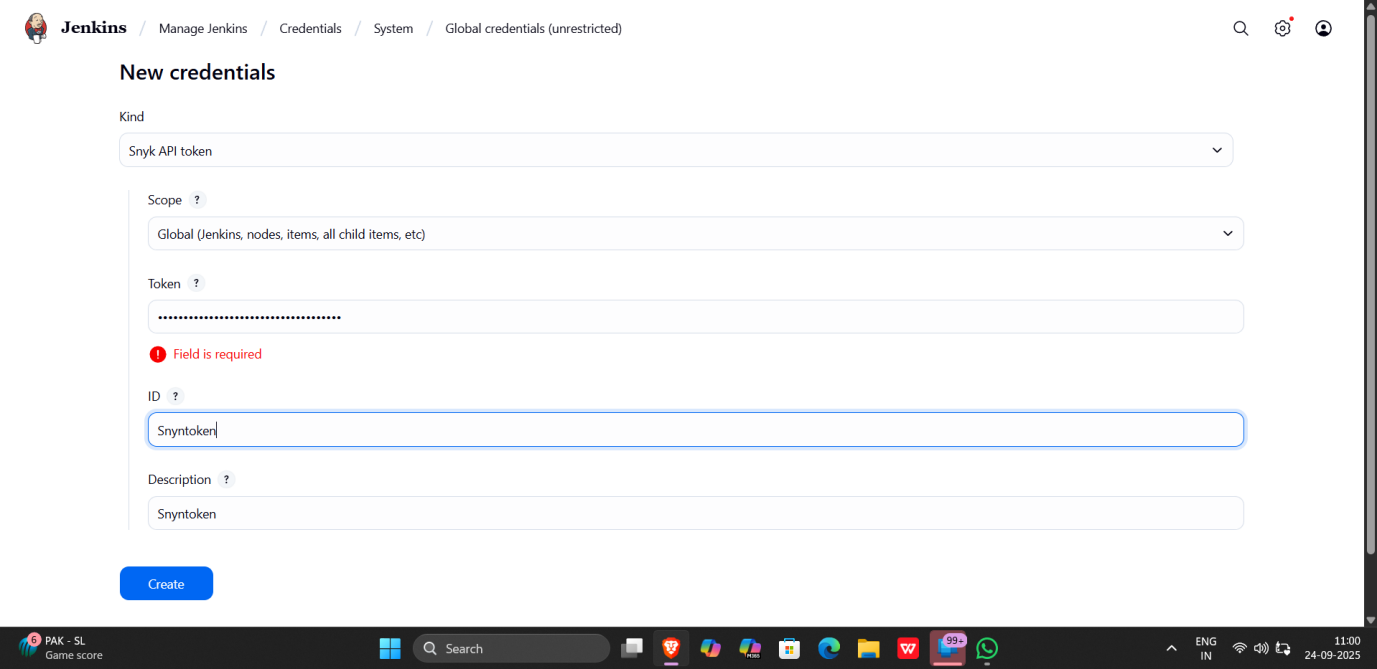 Jenkins / Manage Jenkins / Credentials / System / Global credentials (unrestricted)
New credentials
Kind
Snyk API token
Scope ?
Global (Jenkins, nodes, items, all child items, etc)
Token ?
••••••••••••••••••••••••••••••••••••
! Field is required
ID ?
Snyntoken
Description ?
Snyntoken
Create
6
PAK - SL
Game score
Search
M365
99+
ENG
IN
11:00
24-09-2025